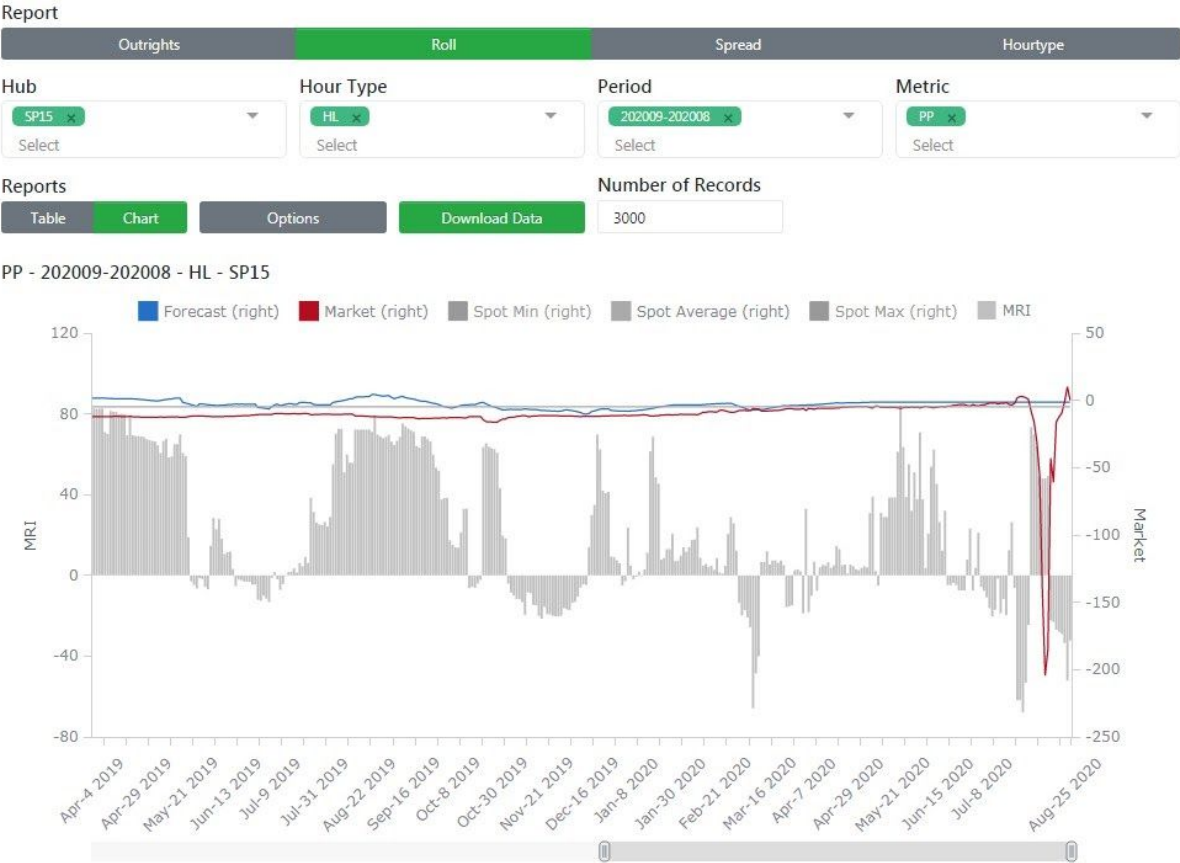 Report
Outrights Roll Spread Hourtype
Hub Hour Type Period Metric
SP15 × HL × 202009-202008 × PP ×
Select Select Select Select
Reports Number of Records
Table Chart Options Download Data 3000
PP - 202009-202008 - HL - SP15
Forecast (right) Market (right) Spot Min (right) Spot Average (right) Spot Max (right) MRI
120 50
80 0
-50
40
MRI -100 Market
0
-150
-40
-200
-80 -250
Apr-4 2019 Apr-29 2019 May-21 2019 Jun-13 2019 Jul-9 2019 Jul-31 2019 Aug-22 2019 Sep-16 2019 Oct-8 2019 Oct-30 2019 Nov-21 2019 Dec-16 2019 Jan-8 2020 Jan-30 2020 Feb-21 2020 Mar-16 2020 Apr-7 2020 Apr-29 2020 May-21 2020 Jun-15 2020 Jul-8 2020 Aug-25 2020